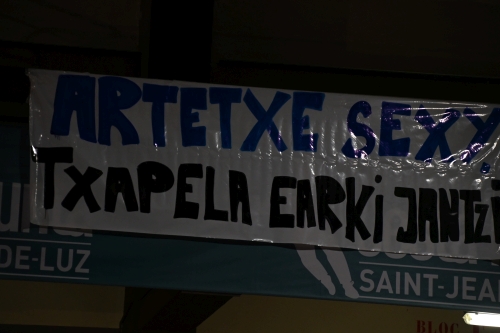 ARTETXE SEXY
TXAPELA EARKI JANTZI
DE-LUZ
SAINT-JEAN
BLOC